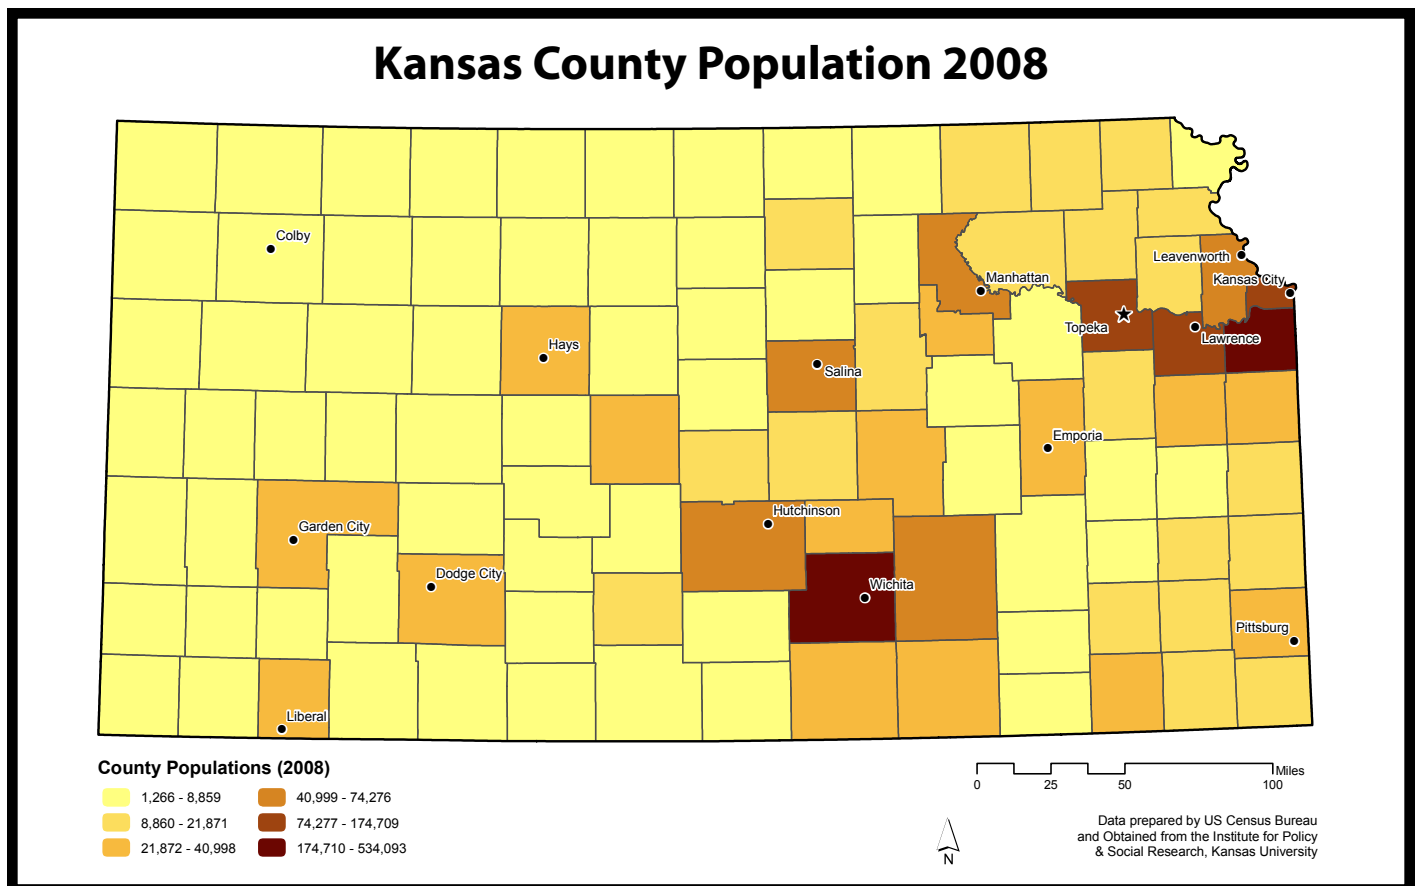 Kansas County Population 2008
Colby
Leavenworth
Manhattan
Kansas City
Topeka
Lawrence
Hays
Salina
Emporia
Hutchinson
Garden City
Dodge City
Wichita
Pittsburg
Liberal
County Populations (2008)
1,266 - 8,859
8,860 - 21,871
21,872 - 40,998
40,999 - 74,276
74,277 - 174,709
174,710 - 534,093
Miles
0 25 50 100
N
Data prepared by US Census Bureau
and Obtained from the Institute for Policy
& Social Research, Kansas University